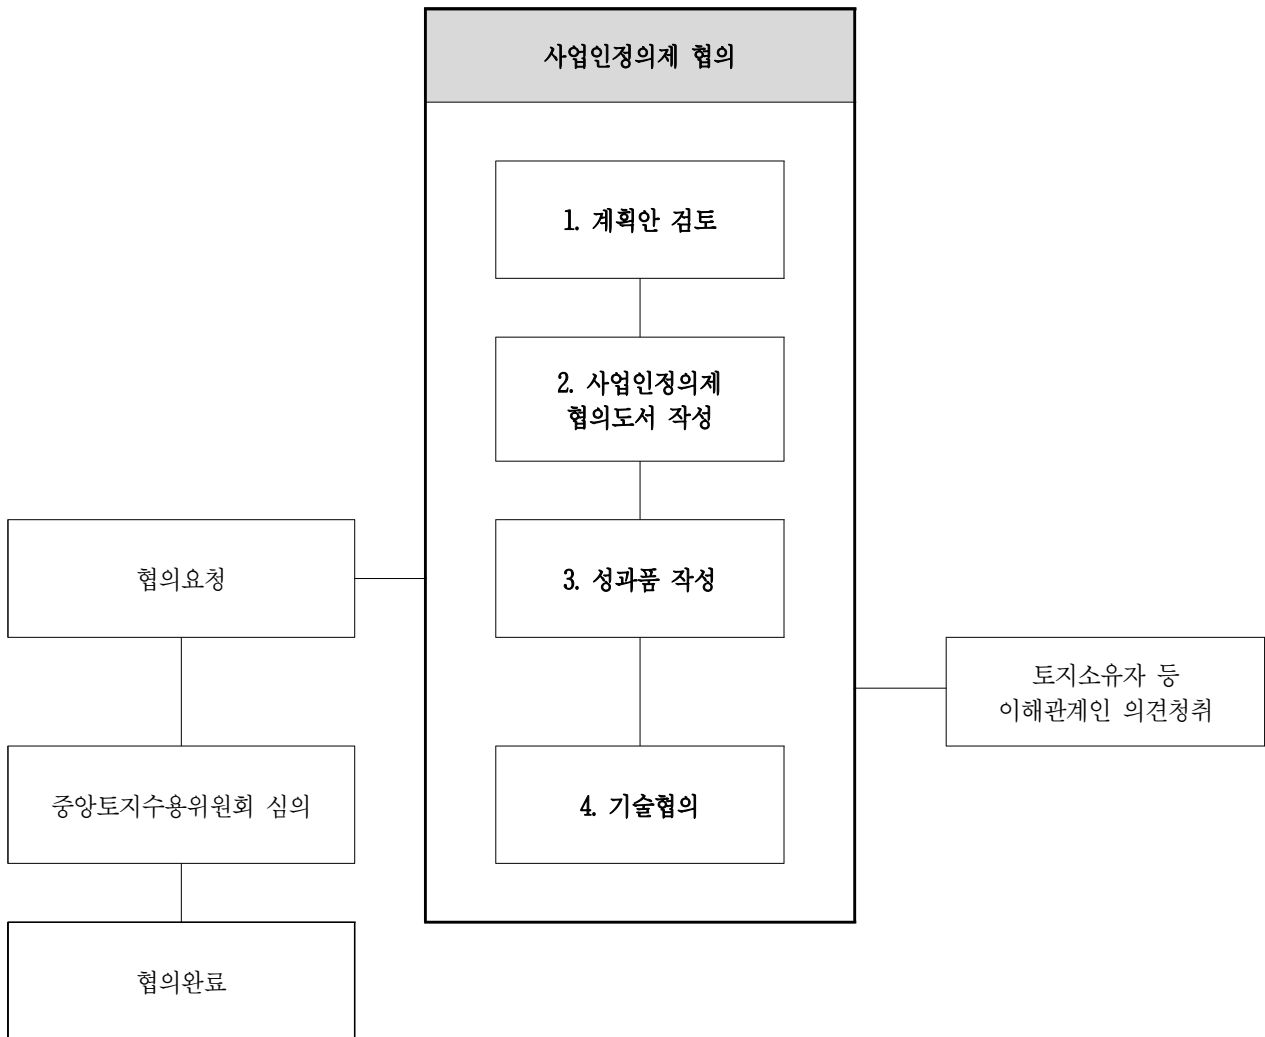 사업인정의제 협의
1. 계획안 검토
2. 사업인정의제
협의도서 작성
협의요청
3. 성과품 작성
토지소유자 등
이해관계인 의견청취
중앙토지수용위원회 심의
4. 기술협의
협의완료